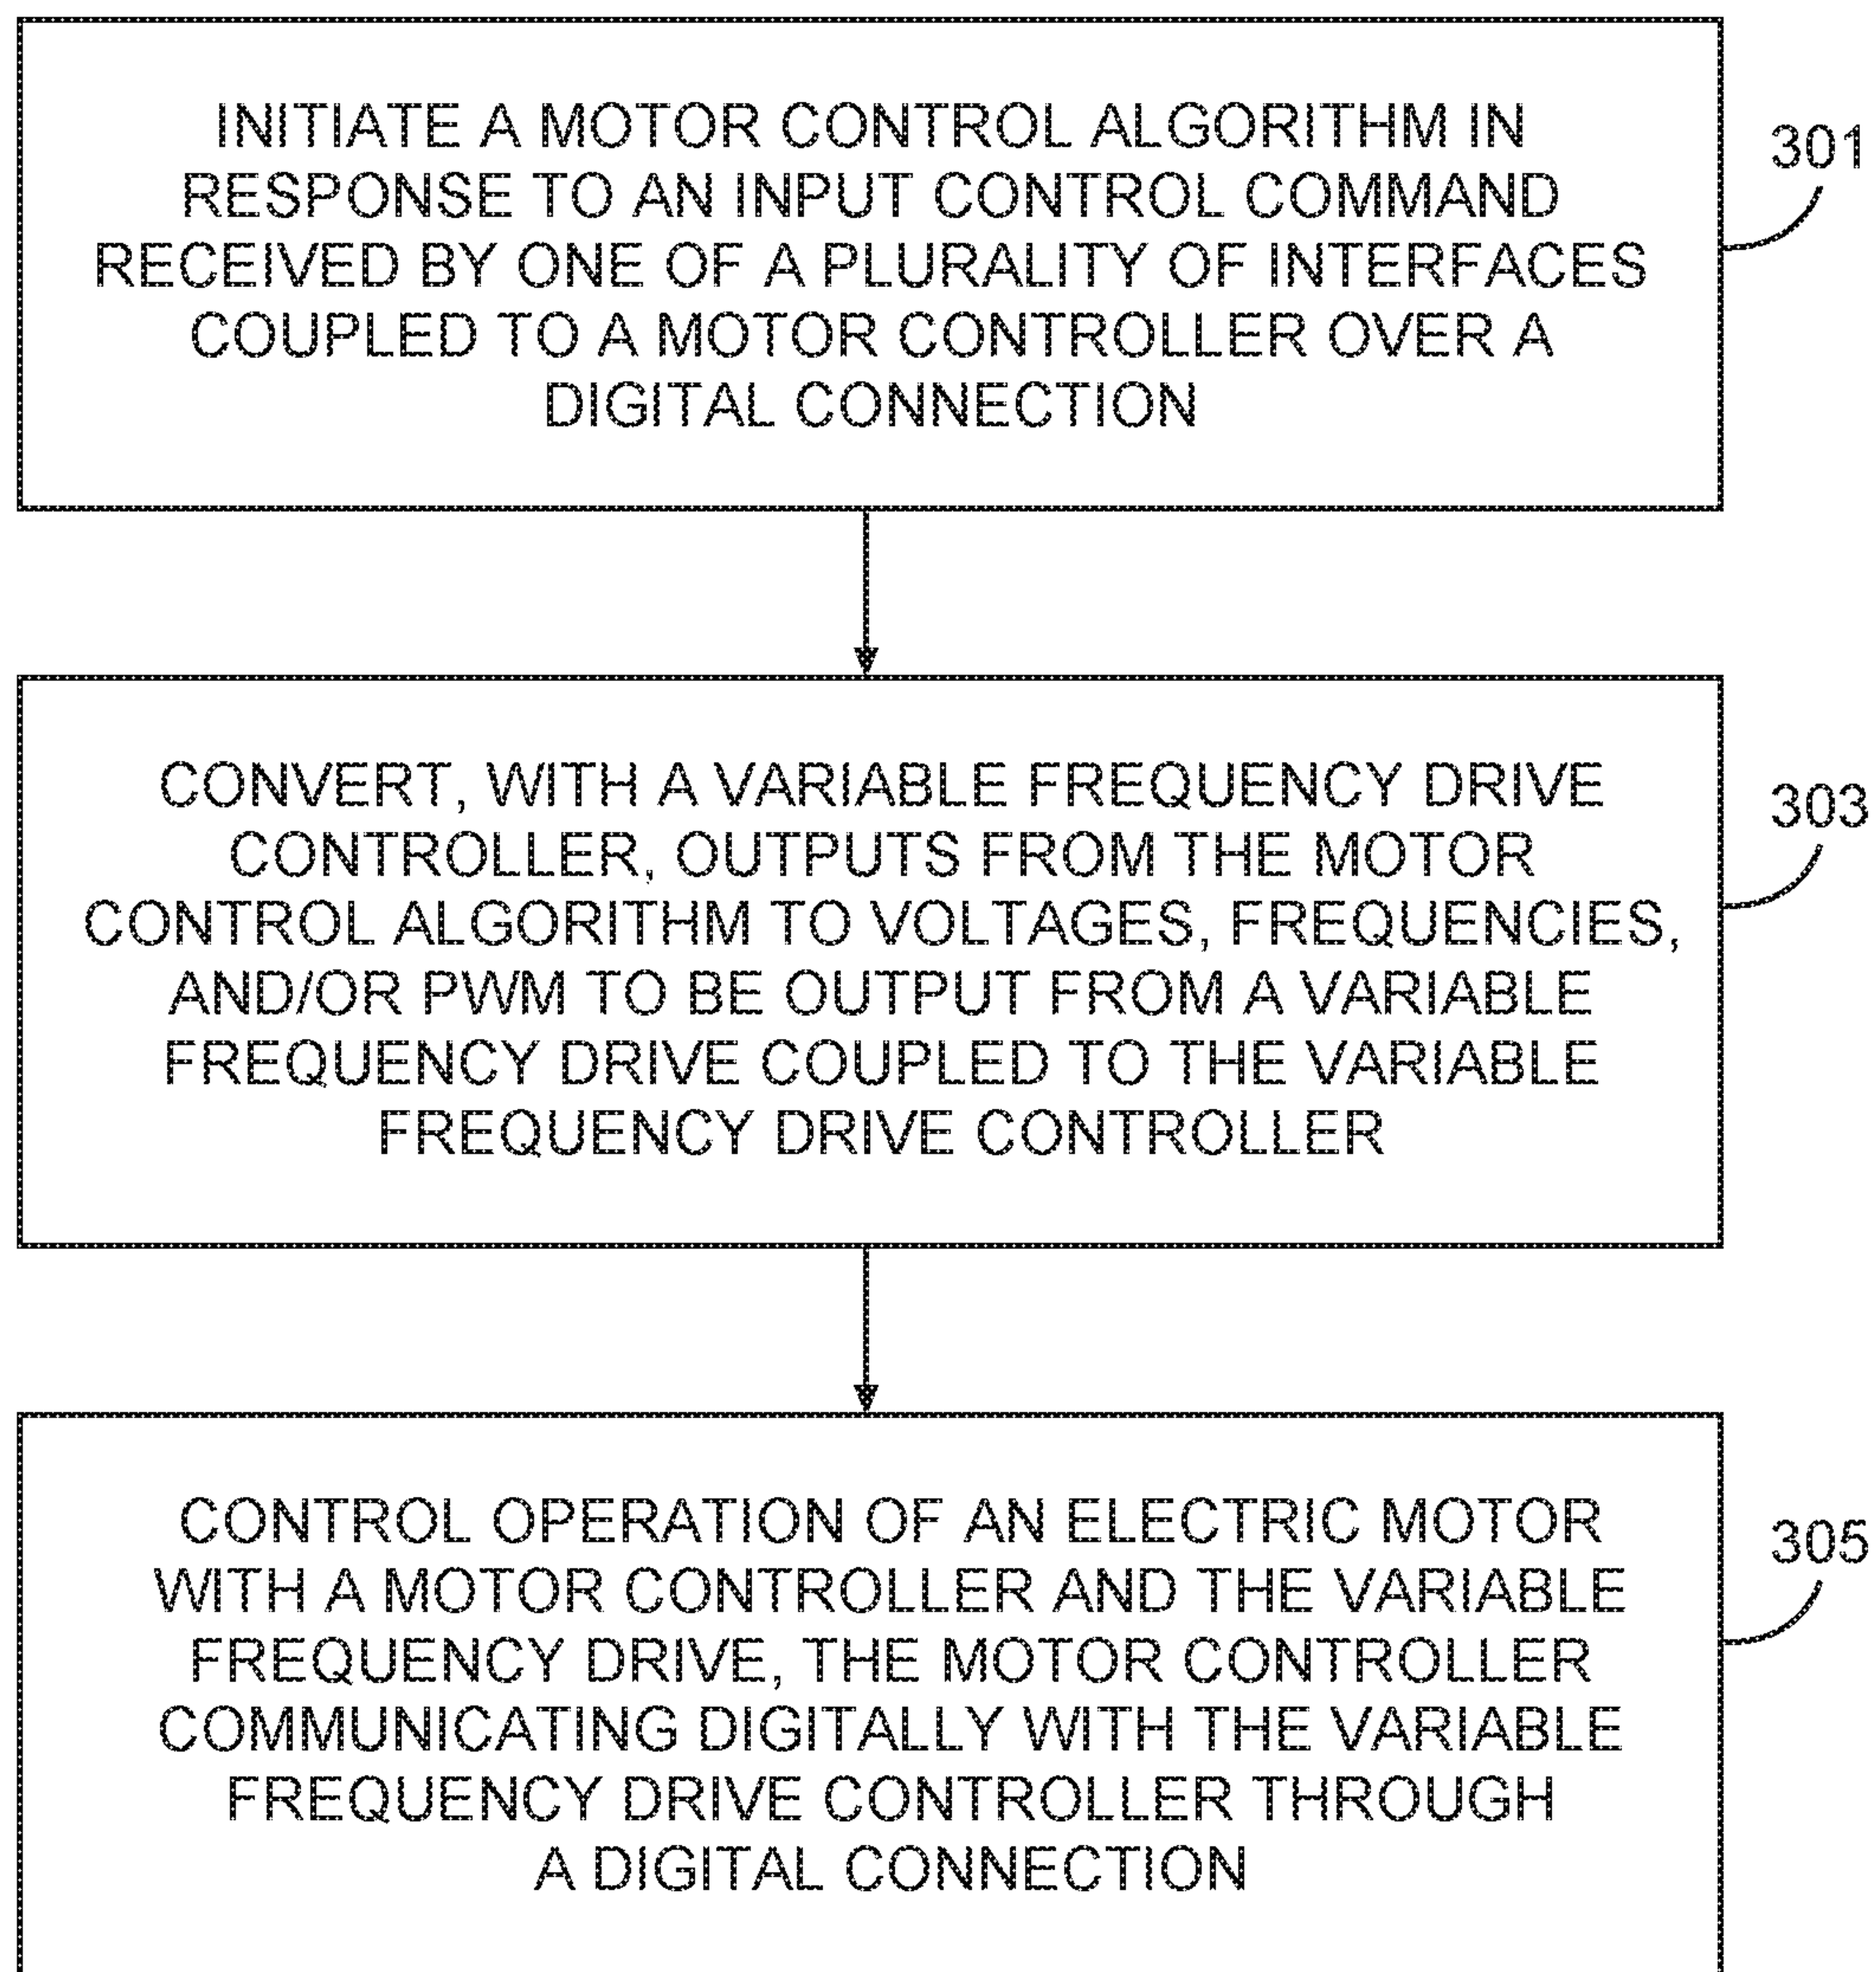 INITIATE A MOTOR CONTROL ALGORITHM IN
RESPONSE TO AN INPUT CONTROL COMMAND
RECEIVED BY ONE OF A PLURALITY OF INTERFACES
COUPLED TO A MOTOR CONTROLLER OVER A
DIGITAL CONNECTION
301
CONVERT, WITH A VARIABLE FREQUENCY DRIVE
CONTROLLER, OUTPUTS FROM THE MOTOR
CONTROL ALGORITHM TO VOLTAGES, FREQUENCIES,
AND/OR PWM TO BE OUTPUT FROM A VARIABLE
FREQUENCY DRIVE COUPLED TO THE VARIABLE
FREQUENCY DRIVE CONTROLLER
303
CONTROL OPERATION OF AN ELECTRIC MOTOR
WITH A MOTOR CONTROLLER AND THE VARIABLE
FREQUENCY DRIVE, THE MOTOR CONTROLLER
COMMUNICATING DIGITALLY WITH THE VARIABLE
FREQUENCY DRIVE CONTROLLER THROUGH
A DIGITAL CONNECTION
305